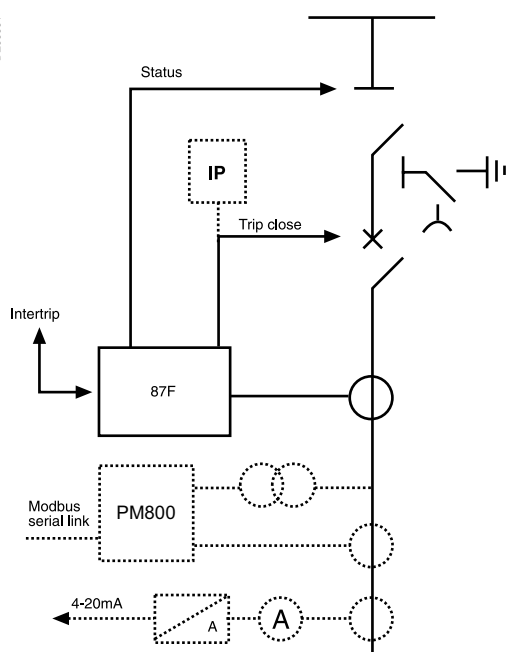 Status
IP
Trip close
Intertrip
87F
Modbus
serial link
PM800
4-20mA
A
A